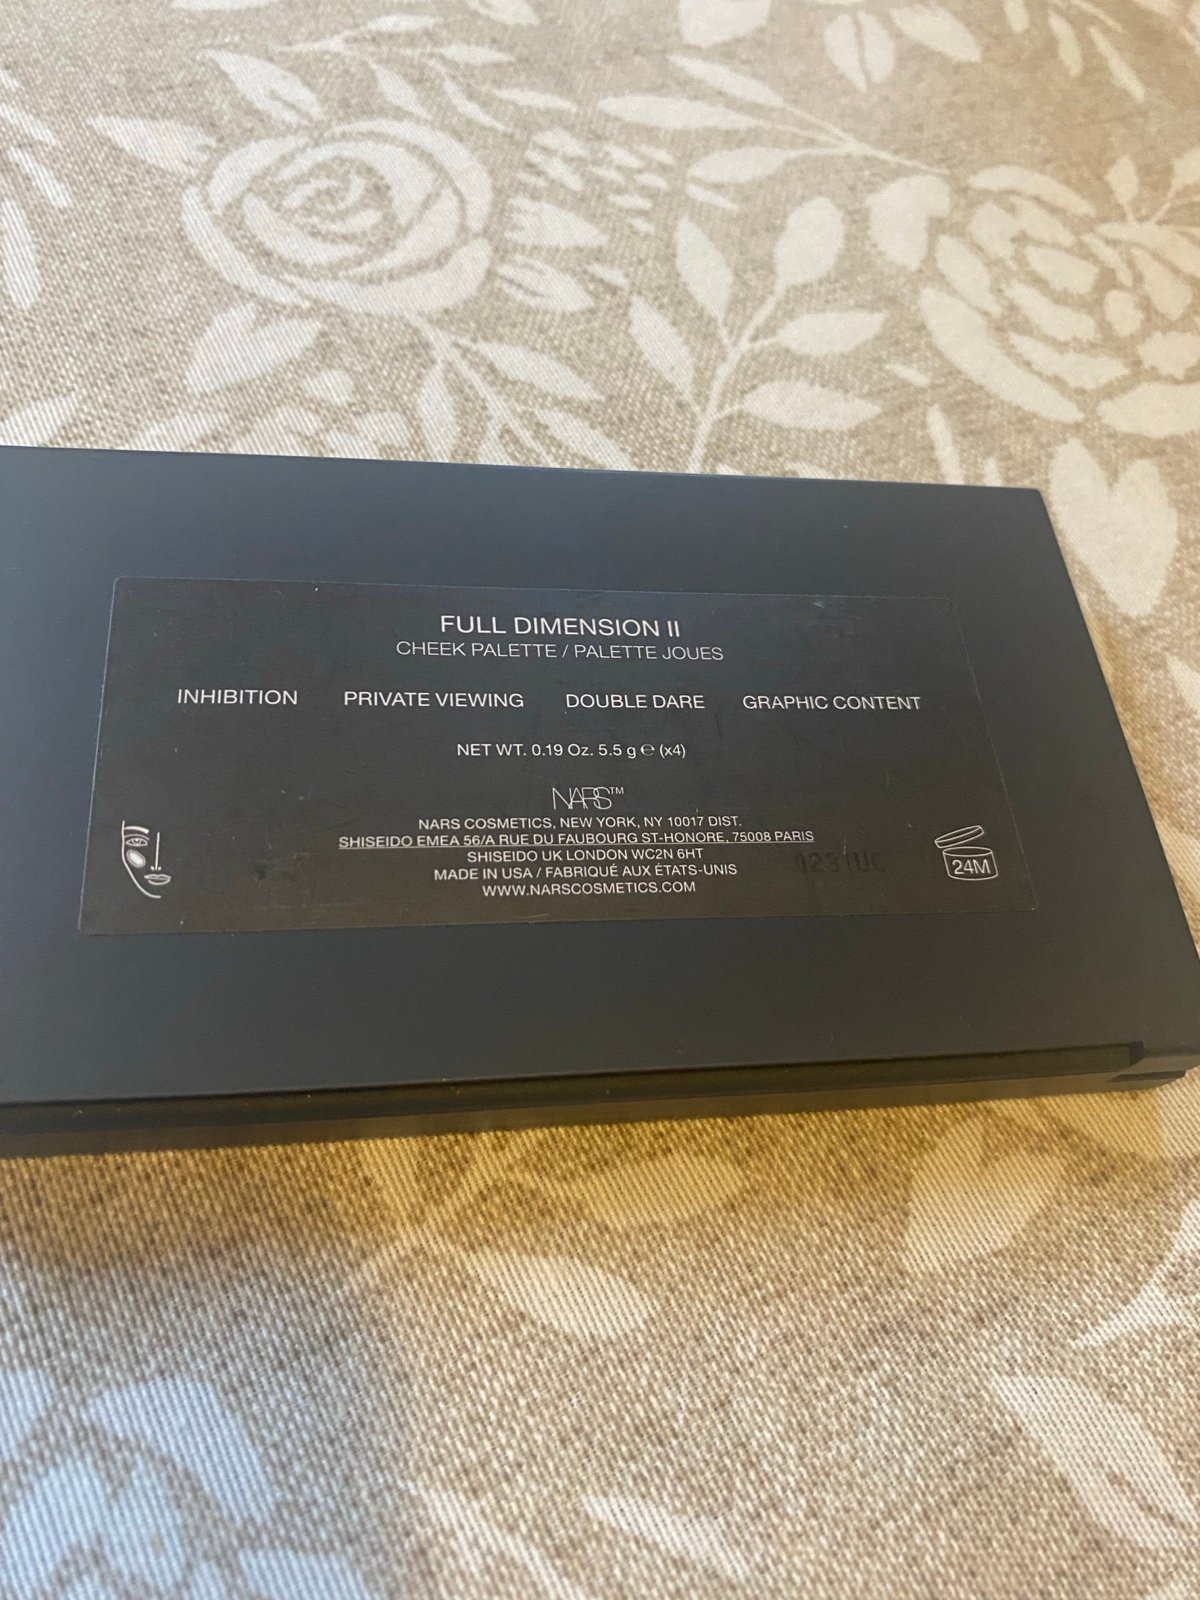 FULL DIMENSION II
CHEEK PALETTE / PALETTE JOUES
INHIBITION PRIVATE VIEWING DOUBLE DARE GRAPHIC CONTENT
NET WT. 0.19 Oz. 5.5 g ℮ (x4)
NARS™
NARS COSMETICS, NEW YORK, NY 10017 DIST.
SHISEIDO EMEA 56/A RUE DU FAUBOURG ST-HONORE, 75008 PARIS
SHISEIDO UK LONDON WC2N 6HT
MADE IN USA / FABRIQUÉ AUX ÉTATS-UNIS
WWW.NARSCOSMETICS.COM
24M